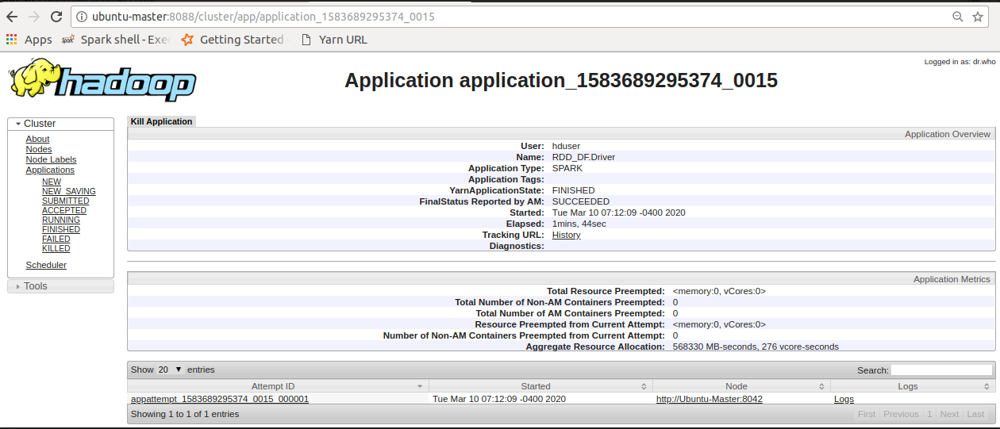 ubuntu-master:8088/cluster/app/application_1583689295374_0015
Apps Spark shell - Exe Getting Started Yarn URL
Logged in as: dr.who
hadoop
Application application_1583689295374_0015
Cluster
About
Nodes
Node Labels
Applications
NEW
NEW_SAVING
SUBMITTED
ACCEPTED
RUNNING
FINISHED
FAILED
KILLED
Scheduler
Tools
Kill Application
Application Overview
User: hduser
Name: RDD_DF.Driver
Application Type: SPARK
Application Tags:
YarnApplicationState: FINISHED
FinalStatus Reported by AM: SUCCEEDED
Started: Tue Mar 10 07:12:09 -0400 2020
Elapsed: 1mins, 44sec
Tracking URL: History
Diagnostics:
Application Metrics
Total Resource Preempted: <memory:0, vCores:0>
Total Number of Non-AM Containers Preempted: 0
Total Number of AM Containers Preempted: 0
Resource Preempted from Current Attempt: <memory:0, vCores:0>
Number of Non-AM Containers Preempted from Current Attempt: 0
Aggregate Resource Allocation: 568330 MB-seconds, 276 vcore-seconds
Show 20 entries Search:
Attempt ID Started Node Logs
appattempt_1583689295374_0015_000001 Tue Mar 10 07:12:09 -0400 2020 http://Ubuntu-Master:8042 Logs
Showing 1 to 1 of 1 entries First Previous 1 Next Last